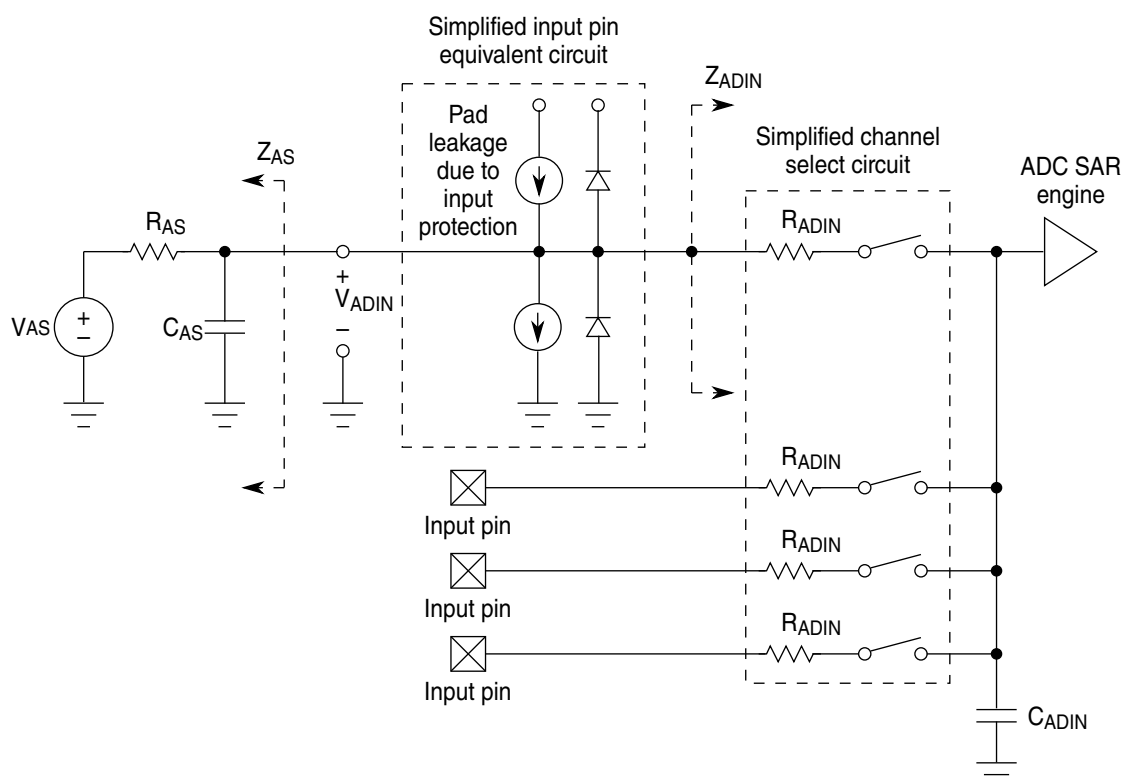 Simplified input pin
equivalent circuit
Pad
leakage
due to
input
protection
ZAS
RAS
VAS
+
–
CAS
+
VADIN
–
ZADIN
Simplified channel
select circuit
RADIN
ADC SAR
engine
RADIN
Input pin
RADIN
Input pin
RADIN
Input pin
CADIN